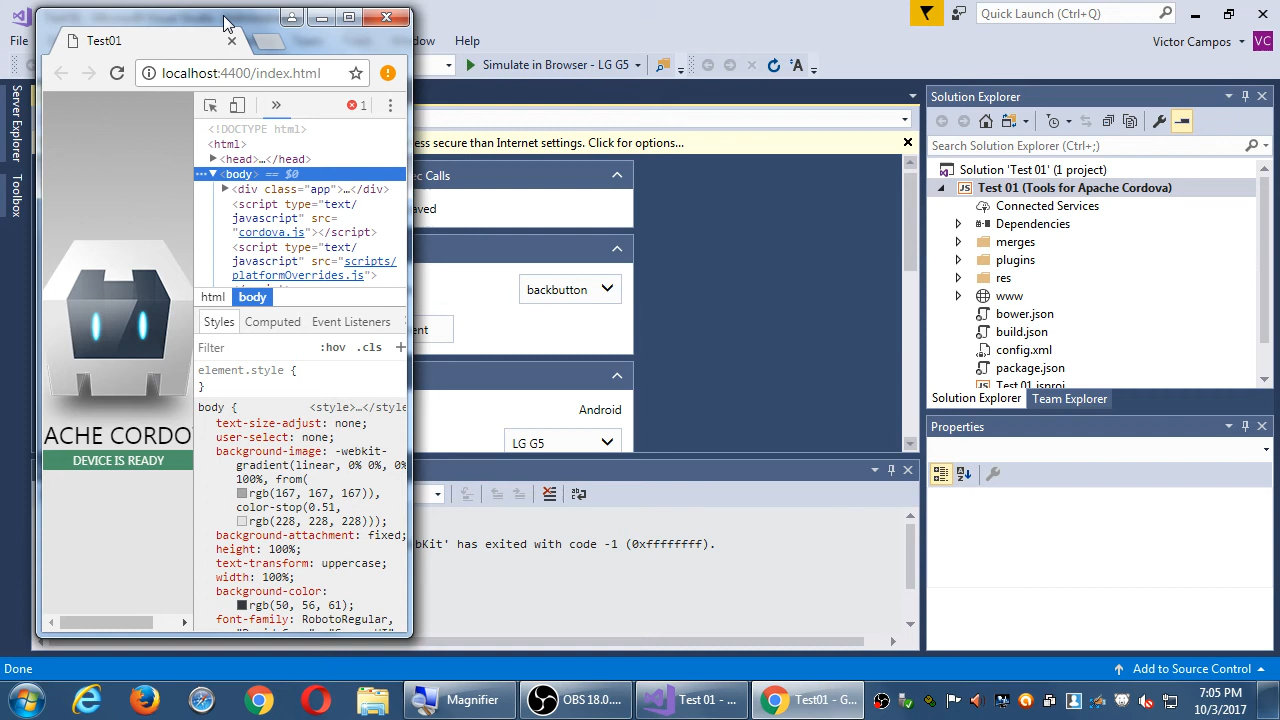 Quick Launch (Ctrl+Q)
File
Window
Help
Victor Campos
VC
Simulate in Browser - LG G5
Test01
localhost:4400/index.html
1
<!DOCTYPE html>
<html>
<head>…</head>
<body> == $0
<div class="app">…</div>
<script type="text/
javascript" src=
"cordova.js"></script>
<script type="text/
javascript" src="scripts/
platformOverrides.js"
>
html
body
Styles
Computed
Event Listeners
Filter
:hov
.cls
element.style {
}
body {
<style>…</style>
text-size-adjust: none;
user-select: none;
background-image: -webkit-
gradient(linear, 0% 0%, 0%
100%, from(
rgb(167, 167, 167)),
color-stop(0.51,
rgb(228, 228, 228)));
background-attachment: fixed;
height: 100%;
text-transform: uppercase;
width: 100%;
background-color:
rgb(50, 56, 61);
font-family: RobotoRegular,
ACHE CORDO
DEVICE IS READY
Server Explorer
Toolbox
ess secure than Internet settings. Click for options...
ec Calls
aved
backbutton
ent
Android
LG G5
bKit' has exited with code -1 (0xffffffff).
Solution Explorer
Search Solution Explorer (Ctrl+;)
Solution 'Test 01' (1 project)
Test 01 (Tools for Apache Cordova)
Connected Services
Dependencies
merges
plugins
res
www
bower.json
build.json
config.xml
package.json
Test 01.jsproj
Solution Explorer
Team Explorer
Properties
Done
Add to Source Control
Magnifier
OBS 18.0....
Test 01 - ...
Test01 - G...
7:05 PM
10/3/2017